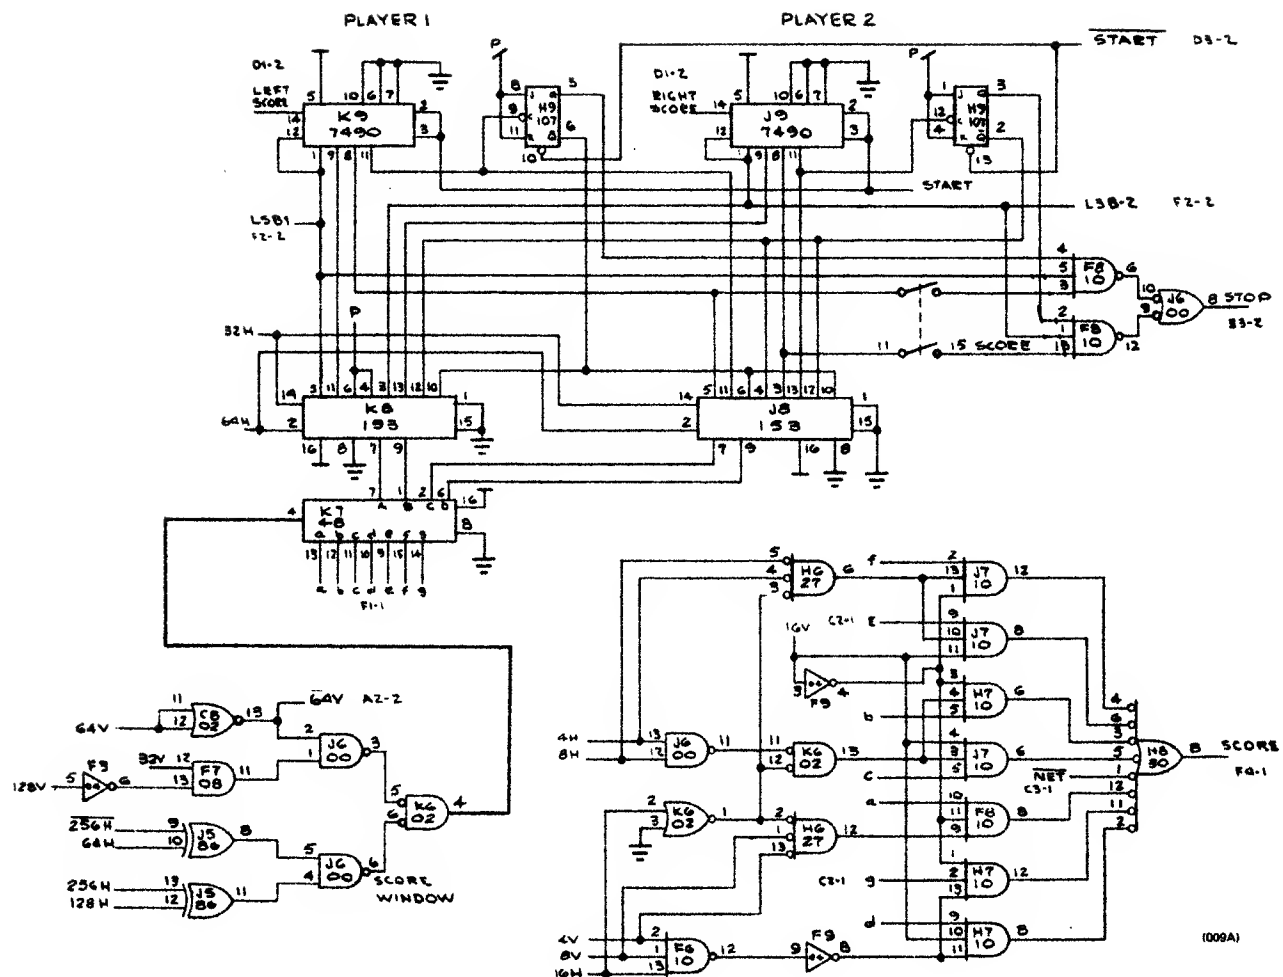 PLAYER 1
PLAYER 2
START D3-2
D1-2
LEFT SCORE
K9
7490
P
H9
107
D1-2
RIGHT SCORE
J9
7490
P
H9
107
START
LSB1
F2-2
LSB-2 F2-2
F8
10
F8
10
J6
00
8 STOP
B3-2
11
15 SCORE
32H
64H
P
K8
193
J8
153
K7
48
A B C D
a b c d e f g
a b c d e f g
F1-1
64V
C8
02
64V A2-2
J6
00
32V
F7
08
128V
F9
K6
02
256H
64H
J5
86
J6
00
SCORE
WINDOW
256H
128H
J5
86
H6
27
f
J7
10
16V
C2-1
J7
10
F9
b
H7
10
4H
8H
J6
00
K6
02
c
J7
10
H8
30
8 SCORE
F4-1
NET
C3-1
a
F8
10
K6
02
H6
27
C2-1
g
H7
10
4V
8V
16H
F6
10
F9
d
H7
10
(009A)